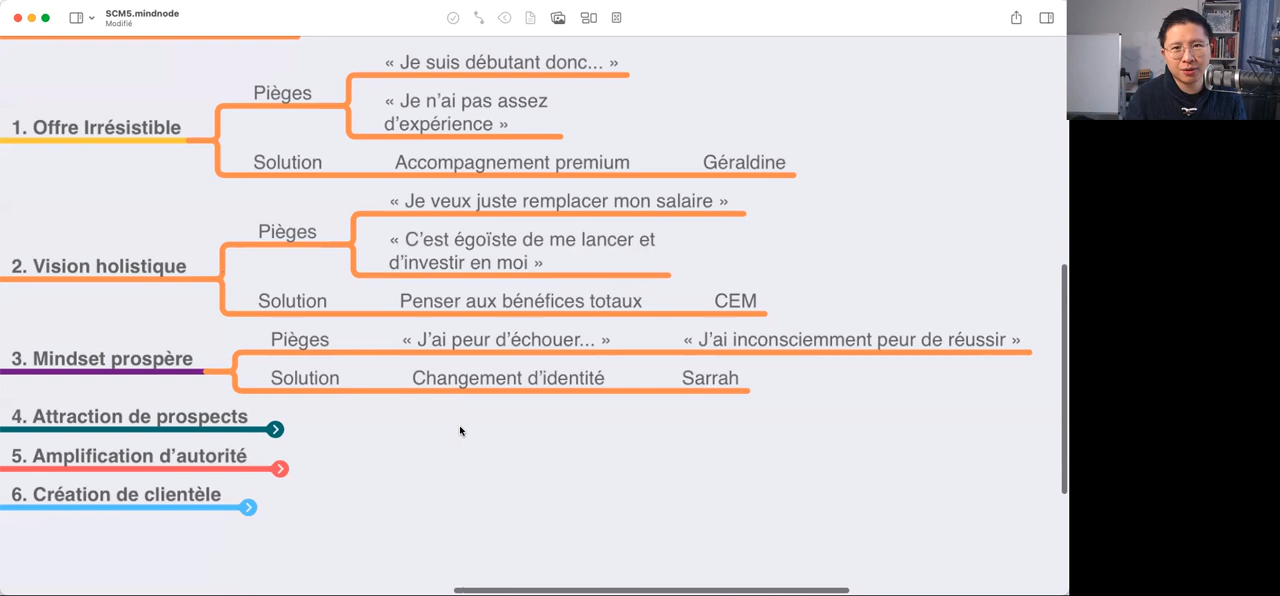 SCM5.mindnode
Modifié
« Je suis débutant donc... »
Pièges
« Je n’ai pas assez
d’expérience »
1. Offre Irrésistible
Solution Accompagnement premium Géraldine
« Je veux juste remplacer mon salaire »
Pièges
« C’est égoïste de me lancer et
d’investir en moi »
2. Vision holistique
Solution Penser aux bénéfices totaux CEM
Pièges « J’ai peur d’échouer... » « J’ai inconsciemment peur de réussir »
3. Mindset prospère
Solution Changement d’identité Sarrah
4. Attraction de prospects
5. Amplification d’autorité
6. Création de clientèle